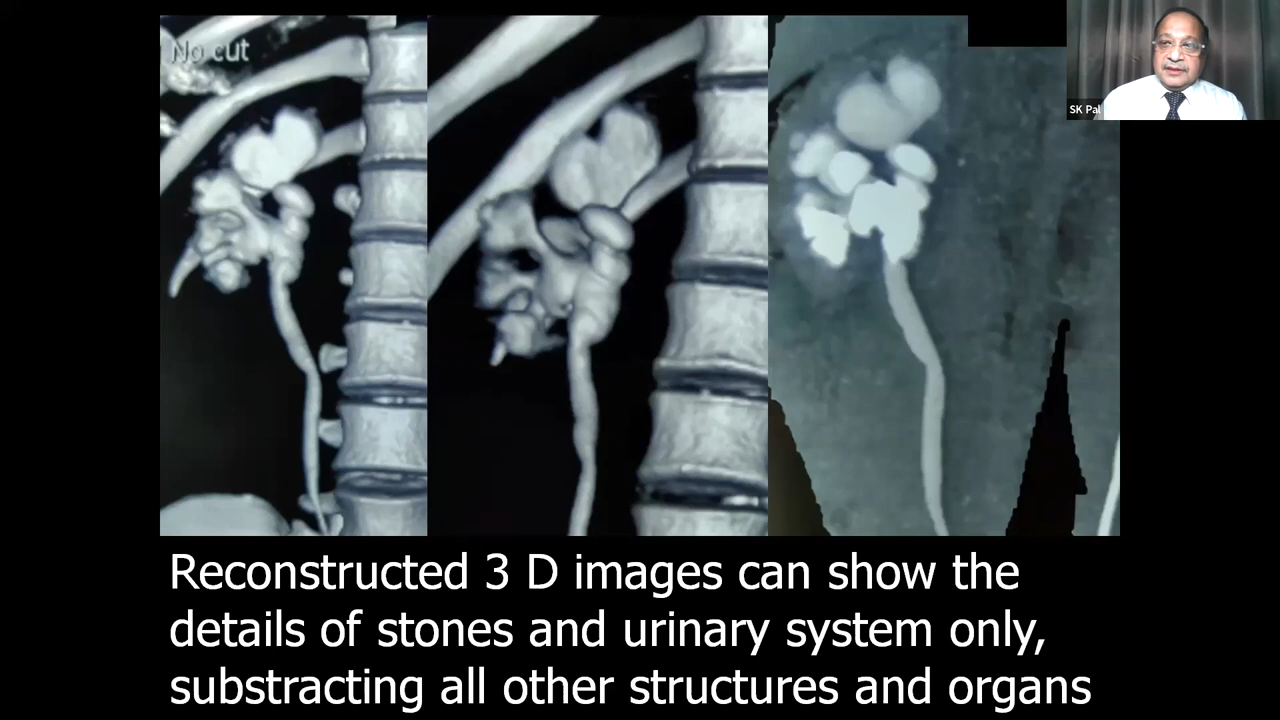 No cut
SK Pal
Reconstructed 3 D images can show the
details of stones and urinary system only,
substracting all other structures and organs